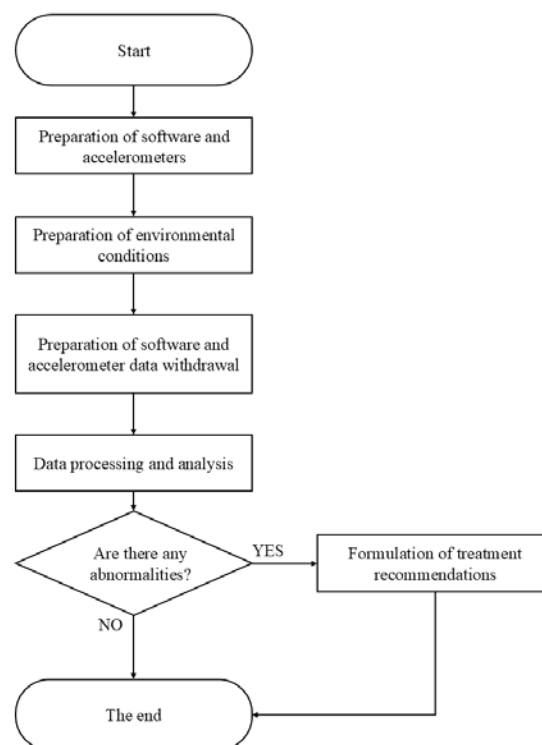 Start
Preparation of software and
accelerometers
Preparation of environmental
conditions
Preparation of software and
accelerometer data withdrawal
Data processing and analysis
Are there any
abnormalities?
YES
Formulation of treatment
recommendations
NO
The end